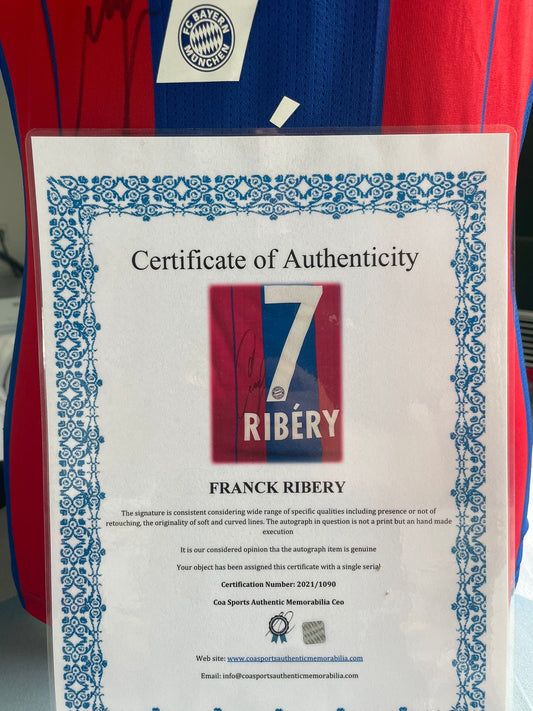 FC BAYERN
MÜNCHEN
Certificate of Authenticity
7
RIBÉRY
FRANCK RIBERY
The signature is consistent considering wide range of specific qualities including presence or not of
retouching, the originality of soft and curved lines. The autograph in question is not a print but an hand made
execution
It is our considered opinion tha the autograph item is genuine
Your object has been assigned this certificate with a single serial
Certification Number: 2021/1090
Coa Sports Authentic Memorabilia Ceo
Web site: www.coasportsauthenticmemorabilia.com
Email: info@coasportsauthenticmemorabilia.com